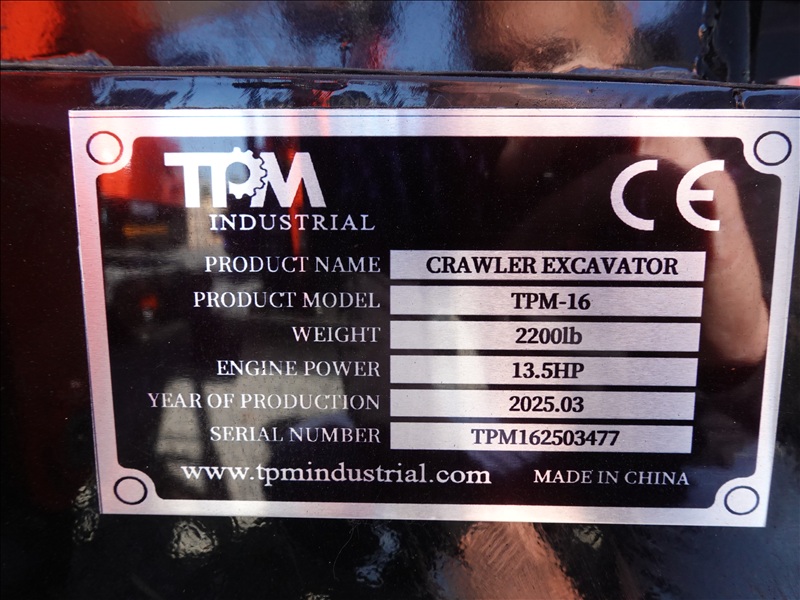 TPM
INDUSTRIAL
CE
PRODUCT NAME CRAWLER EXCAVATOR
PRODUCT MODEL TPM-16
WEIGHT 2200lb
ENGINE POWER 13.5HP
YEAR OF PRODUCTION 2025.03
SERIAL NUMBER TPM162503477
www.tpmindustrial.com MADE IN CHINA